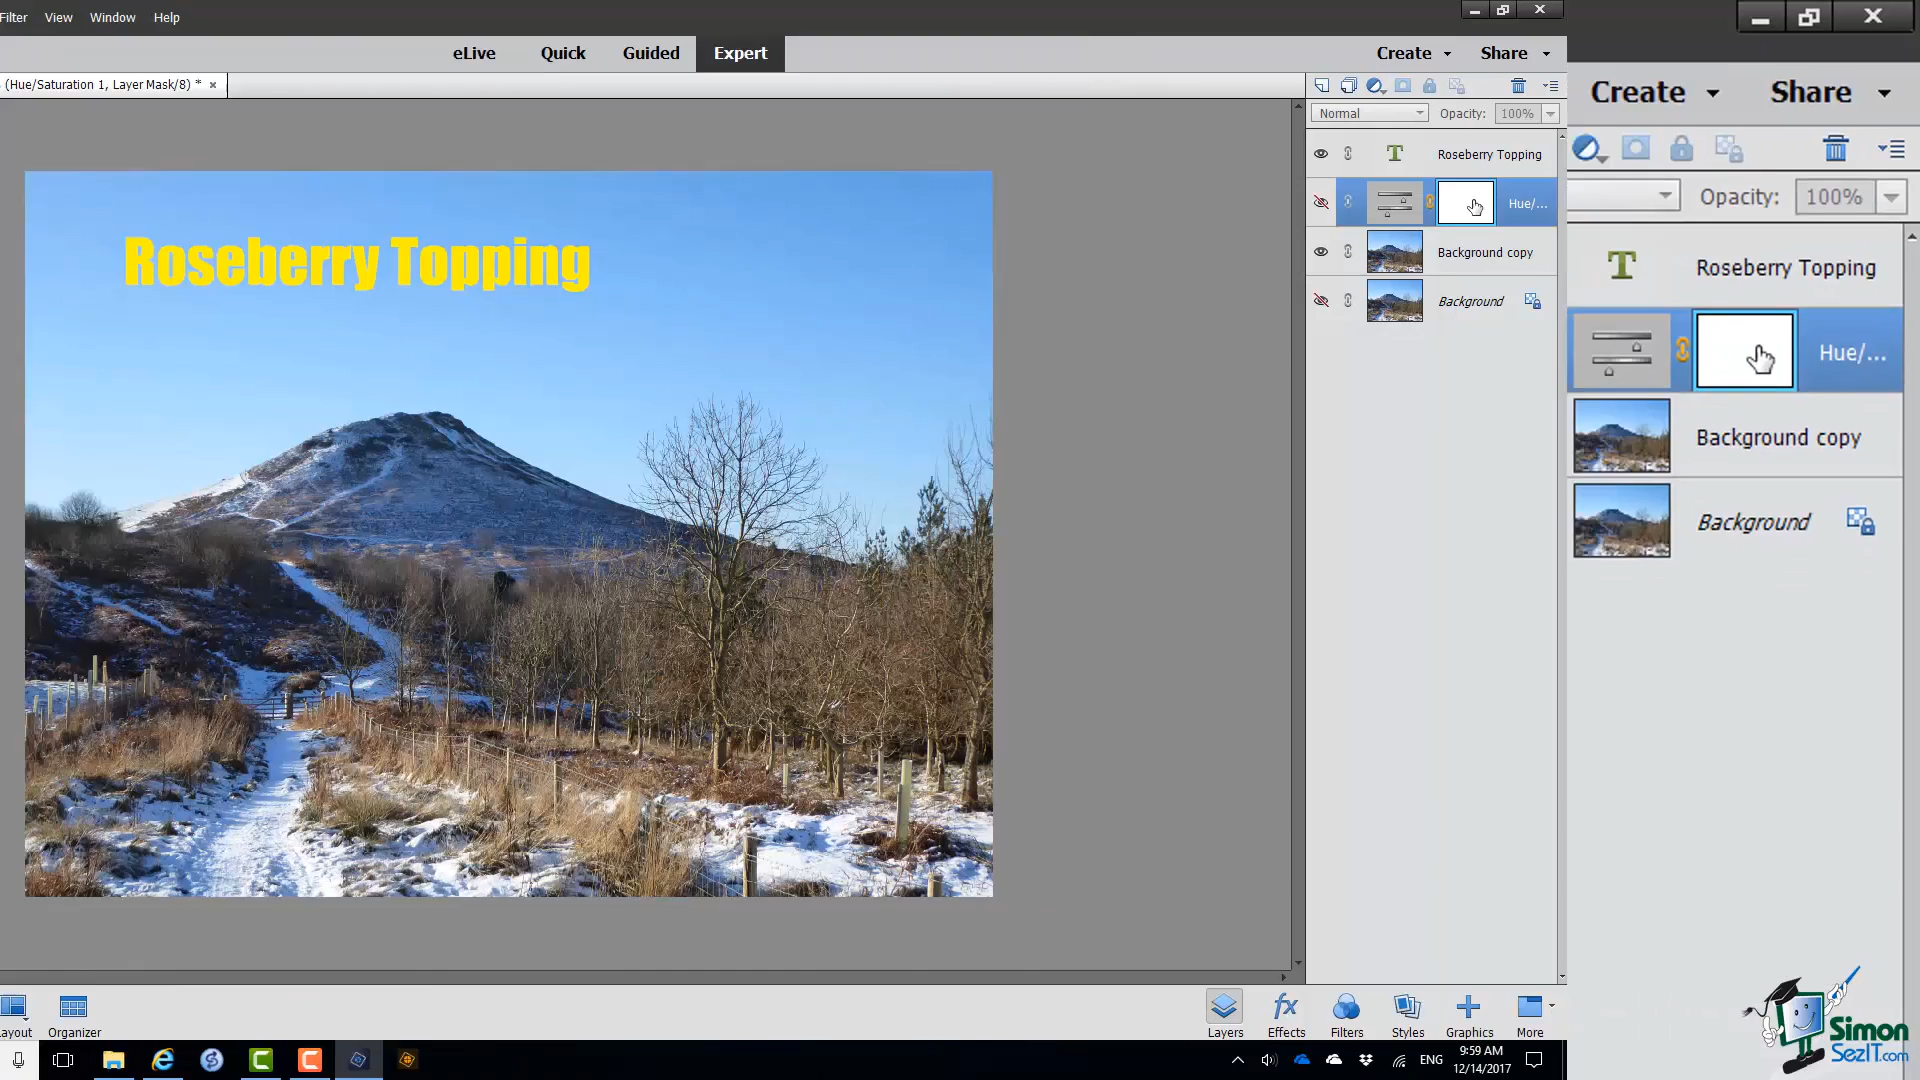 Filter View Window Help
eLive Quick Guided Expert Create Share
(Hue/Saturation 1, Layer Mask/8) * ×
Normal Opacity: 100%
Roseberry Topping
Hue/...
Background copy
Background
Roseberry Topping
Create Share
Opacity: 100%
Roseberry Topping
Hue/...
Background copy
Background
ayout Organizer
Layers Effects Filters Styles Graphics More
ENG
9:59 AM
12/14/2017
Simon
SezIT.com